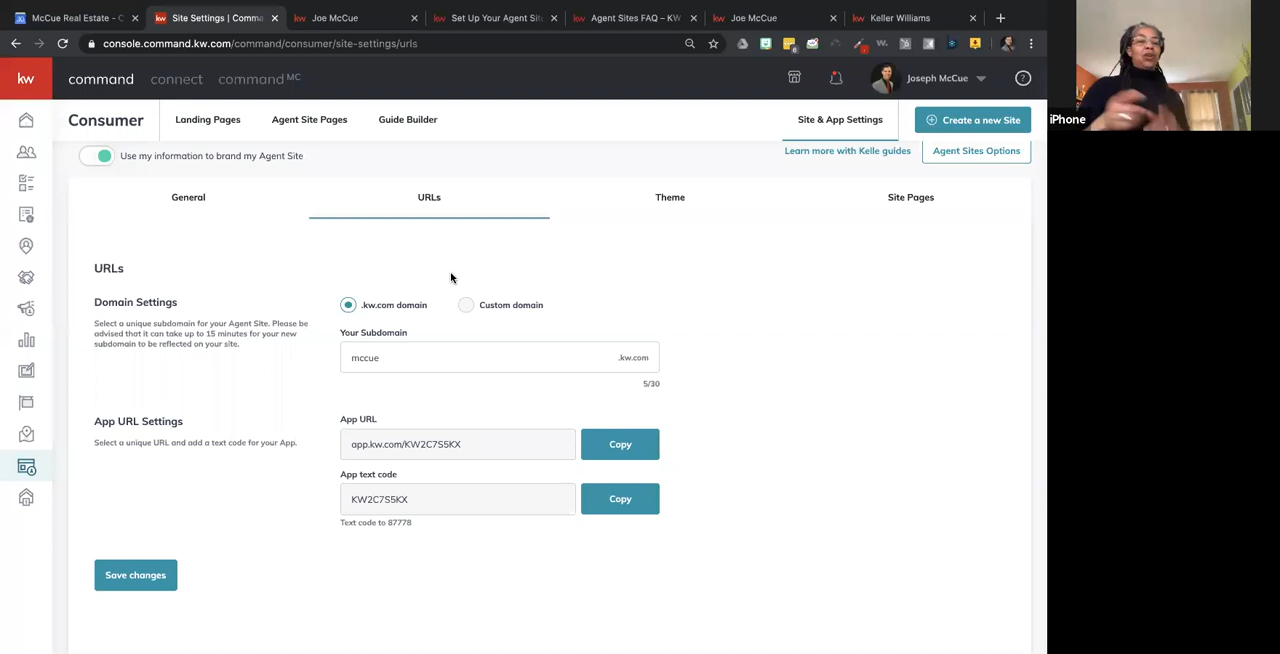 McCue Real Estate - C
Site Settings | Comma
Joe McCue
Set Up Your Agent Sit
Agent Sites FAQ – KW
Joe McCue
Keller Williams
console.command.kw.com/command/consumer/site-settings/urls
kw
command
connect
command MC
Joseph McCue
iPhone
Consumer
Landing Pages
Agent Site Pages
Guide Builder
Site & App Settings
Create a new Site
Use my information to brand my Agent Site
Learn more with Kelle guides
Agent Sites Options
General
URLs
Theme
Site Pages
URLs
Domain Settings
Select a unique subdomain for your Agent Site. Please be
advised that it can take up to 15 minutes for your new
subdomain to be reflected on your site.
.kw.com domain
Custom domain
Your Subdomain
mccue
.kw.com
5/30
App URL Settings
Select a unique URL and add a text code for your App.
App URL
app.kw.com/KW2C7S5KX
Copy
App text code
KW2C7S5KX
Copy
Text code to 87778
Save changes